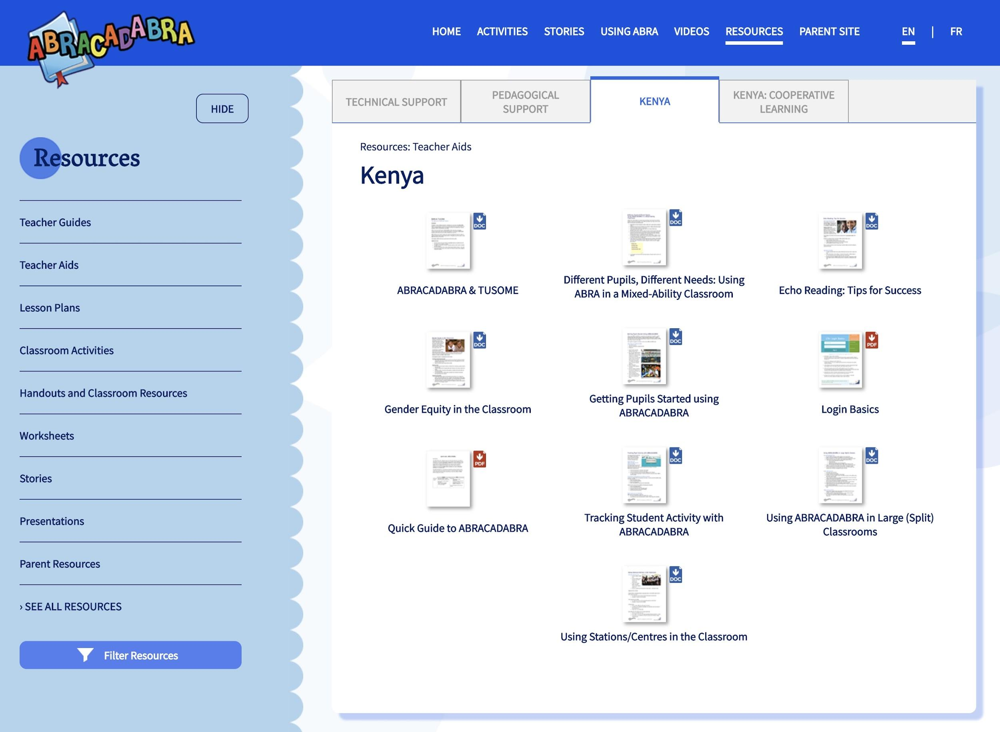 ABRACADABRA
HOME
ACTIVITIES
STORIES
USING ABRA
VIDEOS
RESOURCES
PARENT SITE
EN
|
FR
HIDE
Resources
Teacher Guides
Teacher Aids
Lesson Plans
Classroom Activities
Handouts and Classroom Resources
Worksheets
Stories
Presentations
Parent Resources
› SEE ALL RESOURCES
Filter Resources
TECHNICAL SUPPORT
PEDAGOGICAL
SUPPORT
KENYA
KENYA: COOPERATIVE
LEARNING
Resources: Teacher Aids
Kenya
DOC
ABRACADABRA & TUSOME
DOC
Different Pupils, Different Needs: Using
ABRA in a Mixed-Ability Classroom
DOC
Echo Reading: Tips for Success
DOC
Gender Equity in the Classroom
DOC
Getting Pupils Started using
ABRACADABRA
PDF
Login Basics
PDF
Quick Guide to ABRACADABRA
DOC
Tracking Student Activity with
ABRACADABRA
DOC
Using ABRACADABRA in Large (Split)
Classrooms
DOC
Using Stations/Centres in the Classroom